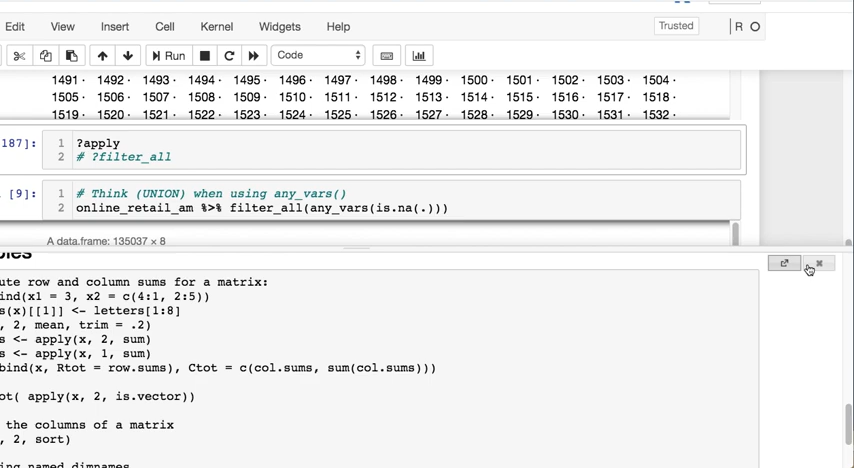 Edit View Insert Cell Kernel Widgets Help Trusted R
Run Code
1491 · 1492 · 1493 · 1494 · 1495 · 1496 · 1497 · 1498 · 1499 · 1500 · 1501 · 1502 · 1503 · 1504 ·
1505 · 1506 · 1507 · 1508 · 1509 · 1510 · 1511 · 1512 · 1513 · 1514 · 1515 · 1516 · 1517 · 1518 ·
1519 · 1520 · 1521 · 1522 · 1523 · 1524 · 1525 · 1526 · 1527 · 1528 · 1529 · 1530 · 1531 · 1532 ·
187]: 1 ?apply
2 # ?filter_all
[9]: 1 # Think (UNION) when using any_vars()
2 online_retail_am %>% filter_all(any_vars(is.na(.)))
A data.frame: 135037 × 8
ute row and column sums for a matrix:
bind(x1 = 3, x2 = c(4:1, 2:5))
s(x)[[1]] <- letters[1:8]
, 2, mean, trim = .2)
s <- apply(x, 2, sum)
s <- apply(x, 1, sum)
bind(x, Rtot = row.sums), Ctot = c(col.sums, sum(col.sums)))
ot( apply(x, 2, is.vector))
the columns of a matrix
, 2, sort)
ing named dimnames